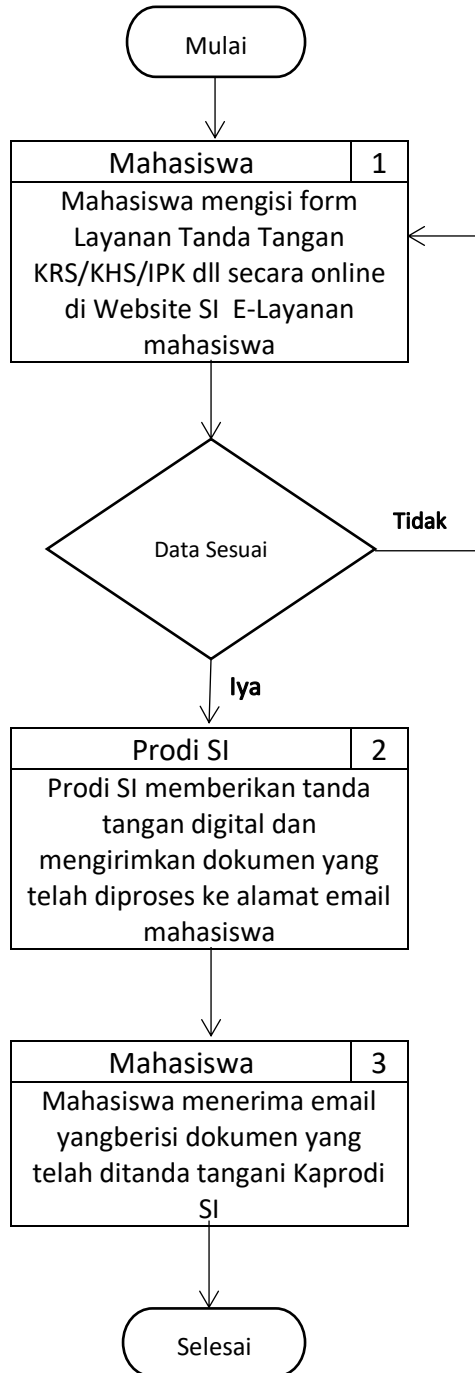 Mulai
Mahasiswa 1
Mahasiswa mengisi form
Layanan Tanda Tangan
KRS/KHS/IPK dll secara online
di Website SI E-Layanan
mahasiswa
Data Sesuai
Tidak
Iya
Prodi SI 2
Prodi SI memberikan tanda
tangan digital dan
mengirimkan dokumen yang
telah diproses ke alamat email
mahasiswa
Mahasiswa 3
Mahasiswa menerima email
yangberisi dokumen yang
telah ditanda tangani Kaprodi
SI
Selesai